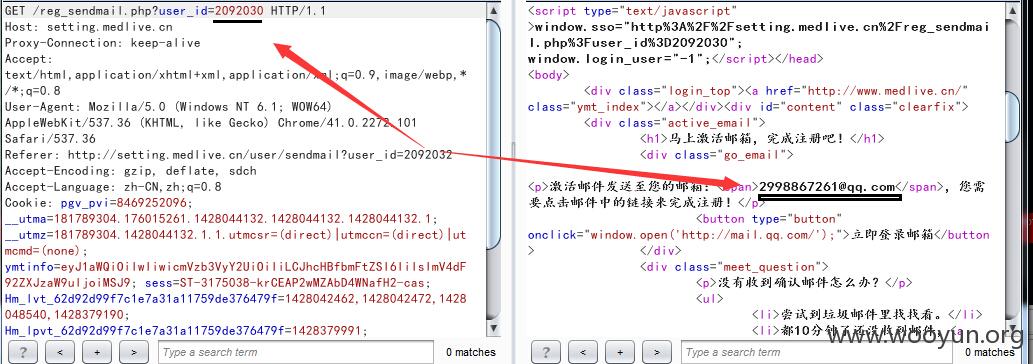 GET /reg_sendmail.php?user_id=2092030 HTTP/1.1
Host: setting.medlive.cn
Proxy-Connection: keep-alive
Accept:
text/html,application/xhtml+xml,application/xml;q=0.9,image/webp,*
/*;q=0.8
User-Agent: Mozilla/5.0 (Windows NT 6.1; WOW64)
AppleWebKit/537.36 (KHTML, like Gecko) Chrome/41.0.2272.101
Safari/537.36
Referer: http://setting.medlive.cn/user/sendmail?user_id=2092032
Accept-Encoding: gzip, deflate, sdch
Accept-Language: zh-CN,zh;q=0.8
Cookie: pgv_pvi=8469252096;
__utma=181789304.176015261.1428044132.1428044132.1428044132.1;
__utmz=181789304.1428044132.1.1.utmcsr=(direct)|utmccn=(direct)|ut
mcmd=(none);
ymtinfo=eyJ1aWQiOiIwIiwicmVzb3VyY2UiOiIiLCJhcHBfbmFtZSI6IiIsImV4dF
92ZXJzaW9uIjoiMSJ9; sess=ST-3175038-krCEAP2wMZAbD4WNafH2-cas;
Hm_lvt_62d92d99f7c1e7a31a11759de376479f=1428042462,1428042472,1428
048540,1428379190;
Hm_lpvt_62d92d99f7c1e7a31a11759de376479f=1428379991;
? < + > Type a search term 0 matches
<script type="text/javascript"
>window.sso="http%3A%2F%2Fsetting.medlive.cn%2Freg_sendmai
l.php%3Fuser_id%3D2092030";
window.login_user="-1";</script></head>
<body>
<div class="login_top"><a href="http://www.medlive.cn/"
class="ymt_index"></a></div><div id="content" class="clearfix">
<div class="active_email">
<h1>马上激活邮箱，完成注册吧！</h1>
<div class="go_email">
<p>激活邮件发送至您的邮箱：<span>2998867261@qq.com</span>，您需
要点击邮件中的链接来完成注册！</p>
<button type="button"
onclick="window.open('http://mail.qq.com/');">立即登录邮箱</button
>
</div>
<div class="meet_question">
<p>没有收到确认邮件怎么办？</p>
<ul>
<li>尝试到垃圾邮件里找找看。</li>
<li>都10分钟了还没收到邮件，<a
? < + > Type a search term 0 matches
www.wooyun.org